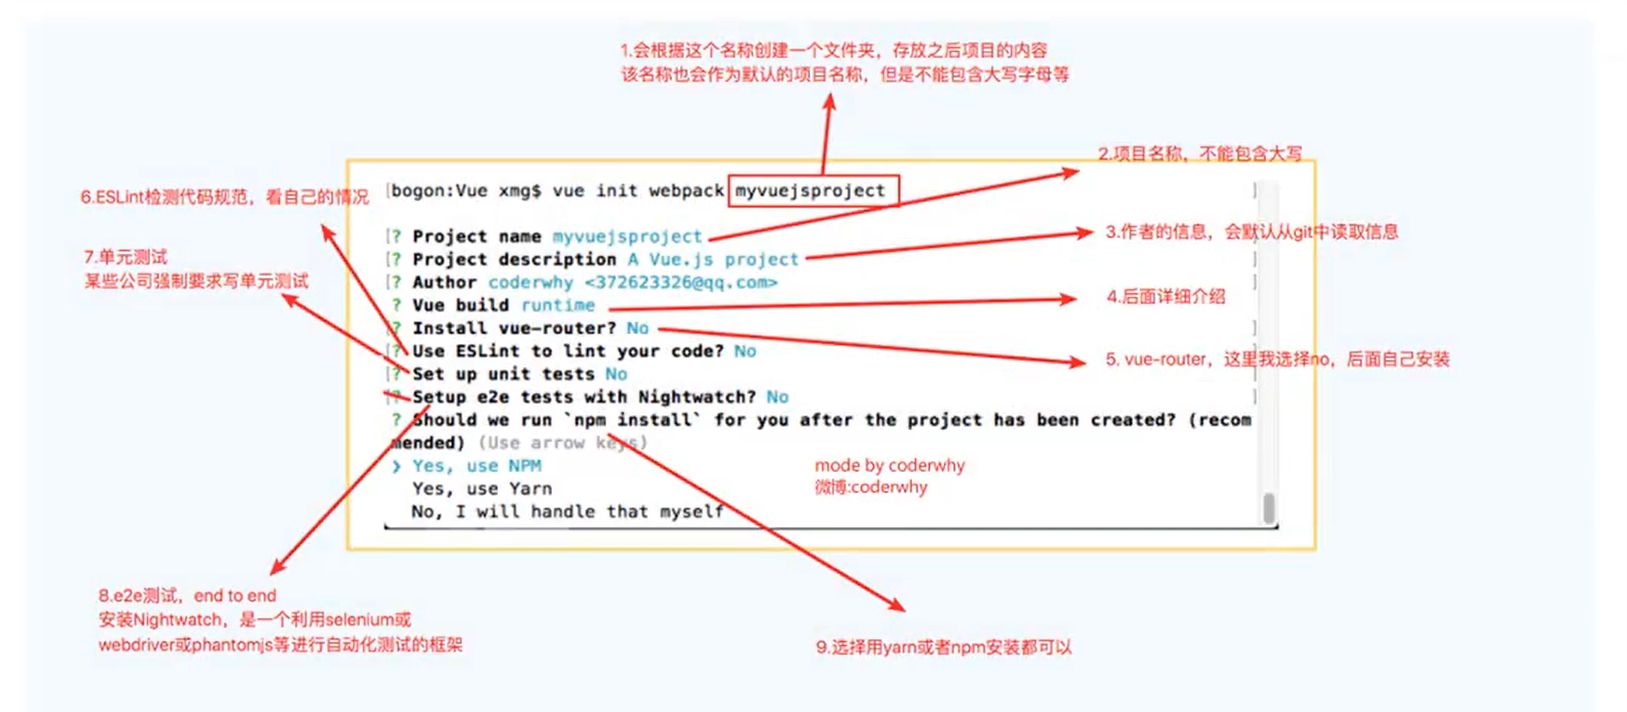 1.会根据这个名称创建一个文件夹，存放之后项目的内容
该名称也会作为默认的项目名称，但是不能包含大写字母等
2.项目名称，不能包含大写
[bogon:Vue xmg$ vue init webpack myvuejsproject ]
6.ESLint检测代码规范，看自己的情况
[? Project name myvuejsproject ]
3.作者的信息，会默认从git中读取信息
[? Project description A Vue.js project ]
7.单元测试
某些公司强制要求写单元测试
[? Author coderwhy <372623326@qq.com> ]
? Vue build runtime
4.后面详细介绍
[? Install vue-router? No ]
[? Use ESLint to lint your code? No ]
5. vue-router，这里我选择no，后面自己安装
[? Set up unit tests No ]
[? Setup e2e tests with Nightwatch? No ]
? Should we run `npm install` for you after the project has been created? (recom
mended) (Use arrow keys)
❯ Yes, use NPM
Yes, use Yarn
No, I will handle that myself
mode by coderwhy
微博:coderwhy
8.e2e测试，end to end
安装Nightwatch，是一个利用selenium或
webdriver或phantomjs等进行自动化测试的框架
9.选择用yarn或者npm安装都可以